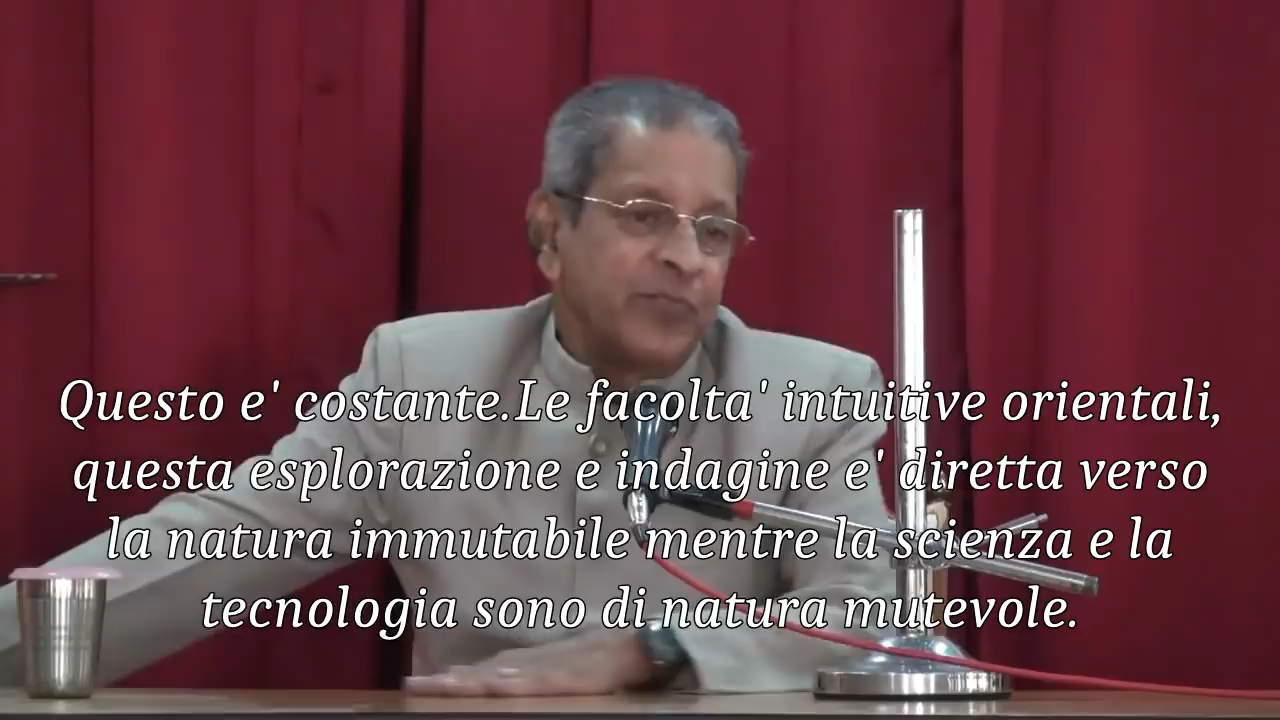 Questo e' costante.Le facolta' intuitive orientali,
questa esplorazione e indagine e' diretta verso
la natura immutabile mentre la scienza e la
tecnologia sono di natura mutevole.